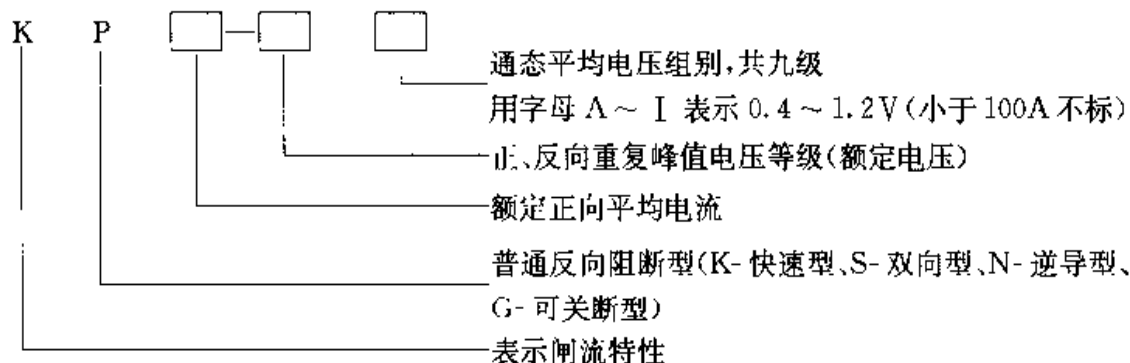 K P □—□ □
通态平均电压组别,共九级
用字母 A～I 表示 0.4～1.2V(小于100A不标)
正、反向重复峰值电压等级(额定电压)
额定正向平均电流
普通反向阻断型(K-快速型、S-双向型、N-逆导型、
G-可关断型)
表示闸流特性